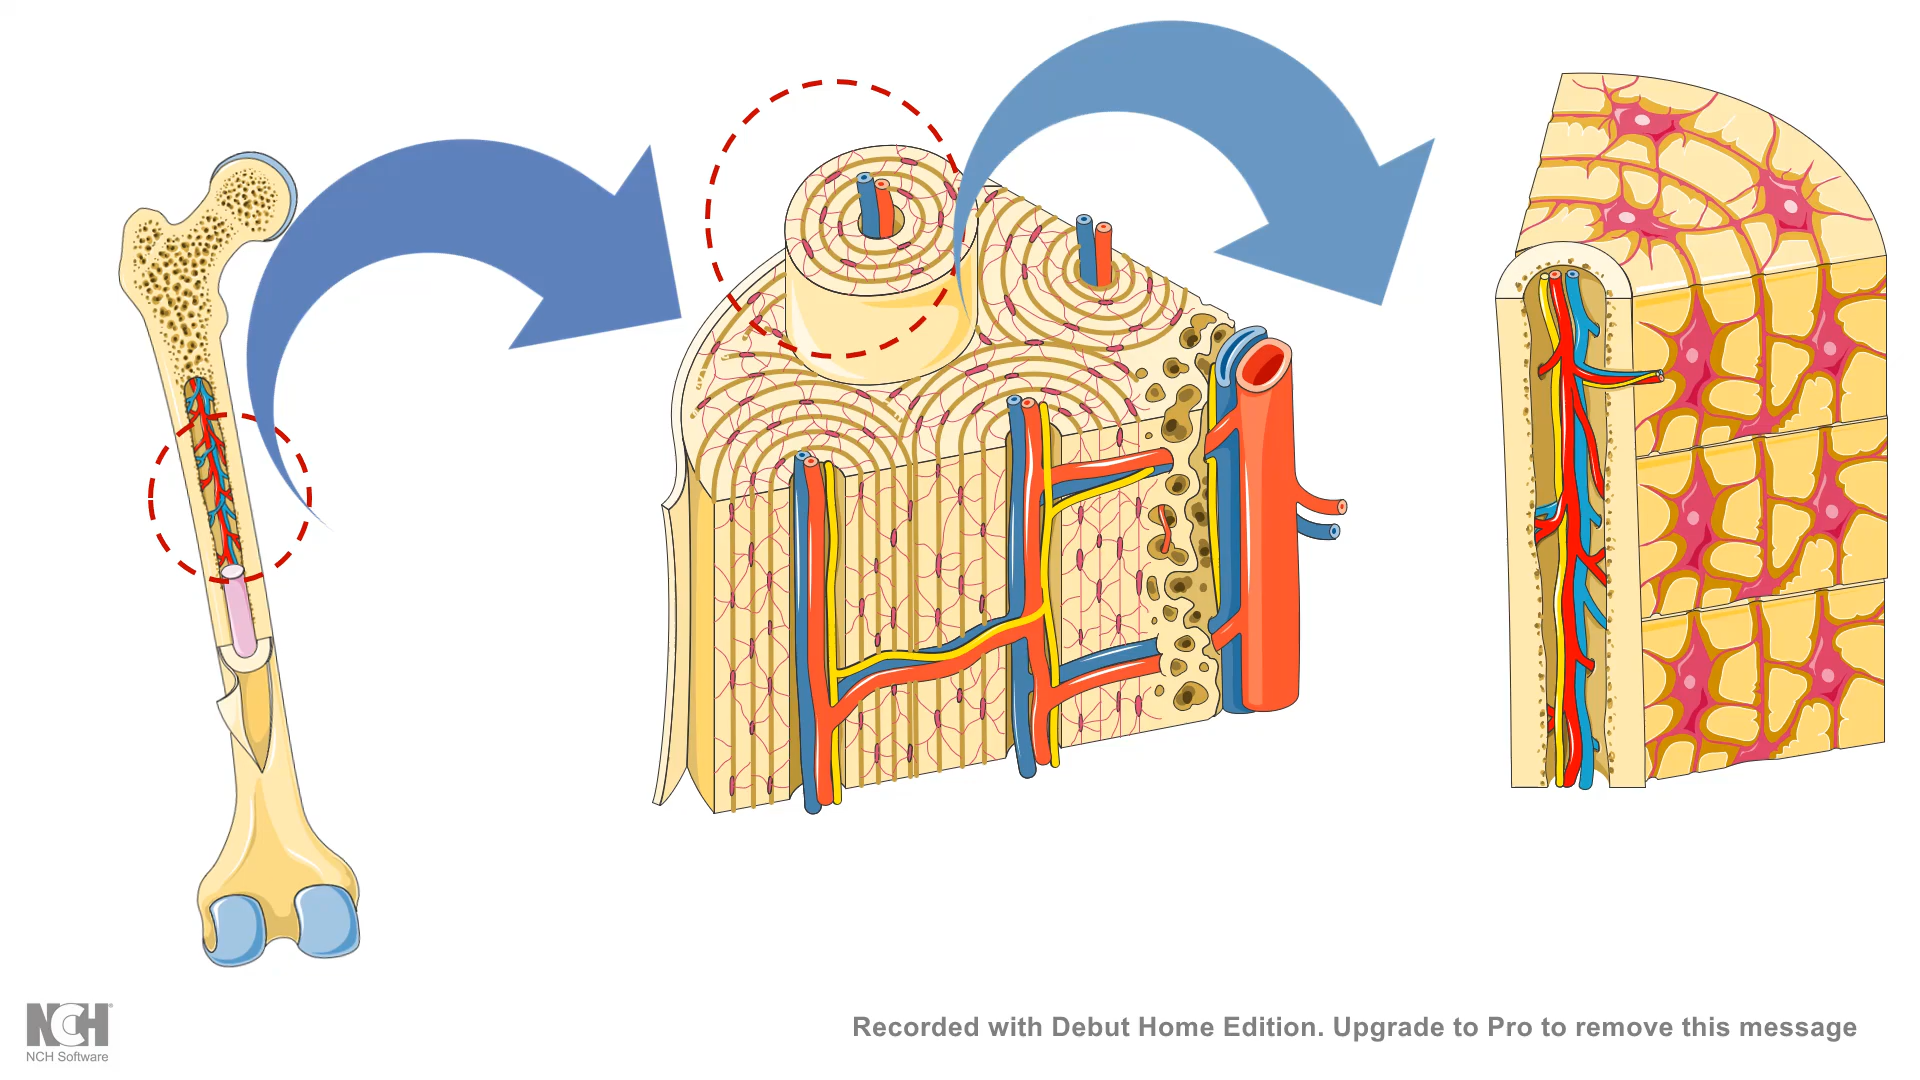 NCH®
NCH Software
Recorded with Debut Home Edition. Upgrade to Pro to remove this message